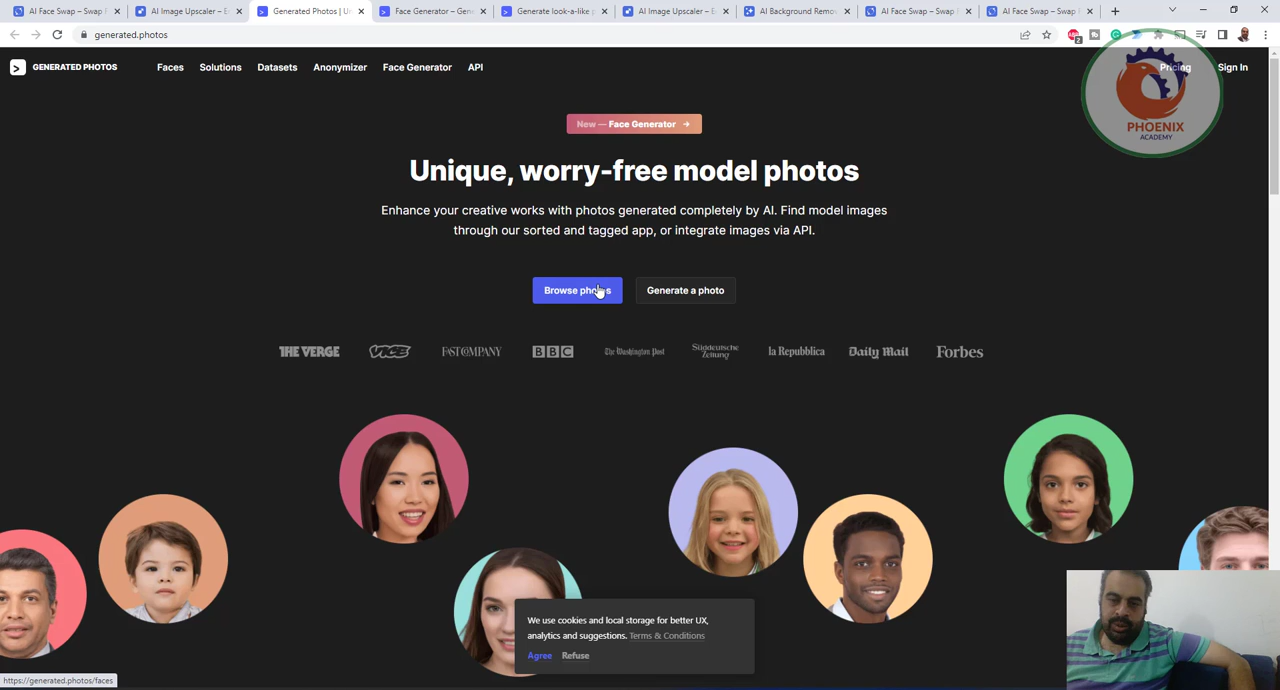 AI Face Swap – Swap F
AI Image Upscaler – E
Generated Photos | U
Face Generator – Gene
Generate look-a-like p
AI Image Upscaler – E
AI Background Remo
AI Face Swap – Swap F
AI Face Swap – Swap F
generated.photos
2
GENERATED PHOTOS
Faces
Solutions
Datasets
Anonymizer
Face Generator
API
Pricing
Sign In
PHOENIX
ACADEMY
New — Face Generator →
Unique, worry-free model photos
Enhance your creative works with photos generated completely by AI. Find model images
through our sorted and tagged app, or integrate images via API.
Browse photos
Generate a photo
THE VERGE
VICE
FAST COMPANY
BBC
The Washington Post
Süddeutsche
Zeitung
la Repubblica
Daily Mail
Forbes
We use cookies and local storage for better UX,
analytics and suggestions. Terms & Conditions
Agree
Refuse
https://generated.photos/faces